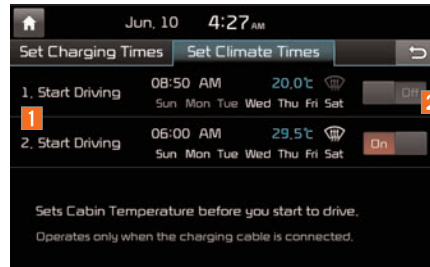 Jun, 10 4:27 AM
Set Charging Times Set Climate Times
1. Start Driving 08:50 AM 20.0℃ Off 2
Sun Mon Tue Wed Thu Fri Sat
1
2. Start Driving 06:00 AM 29.5℃ On
Sun Mon Tue Wed Thu Fri Sat
Sets Cabin Temperature before you start to drive.
Operates only when the charging cable is connected.